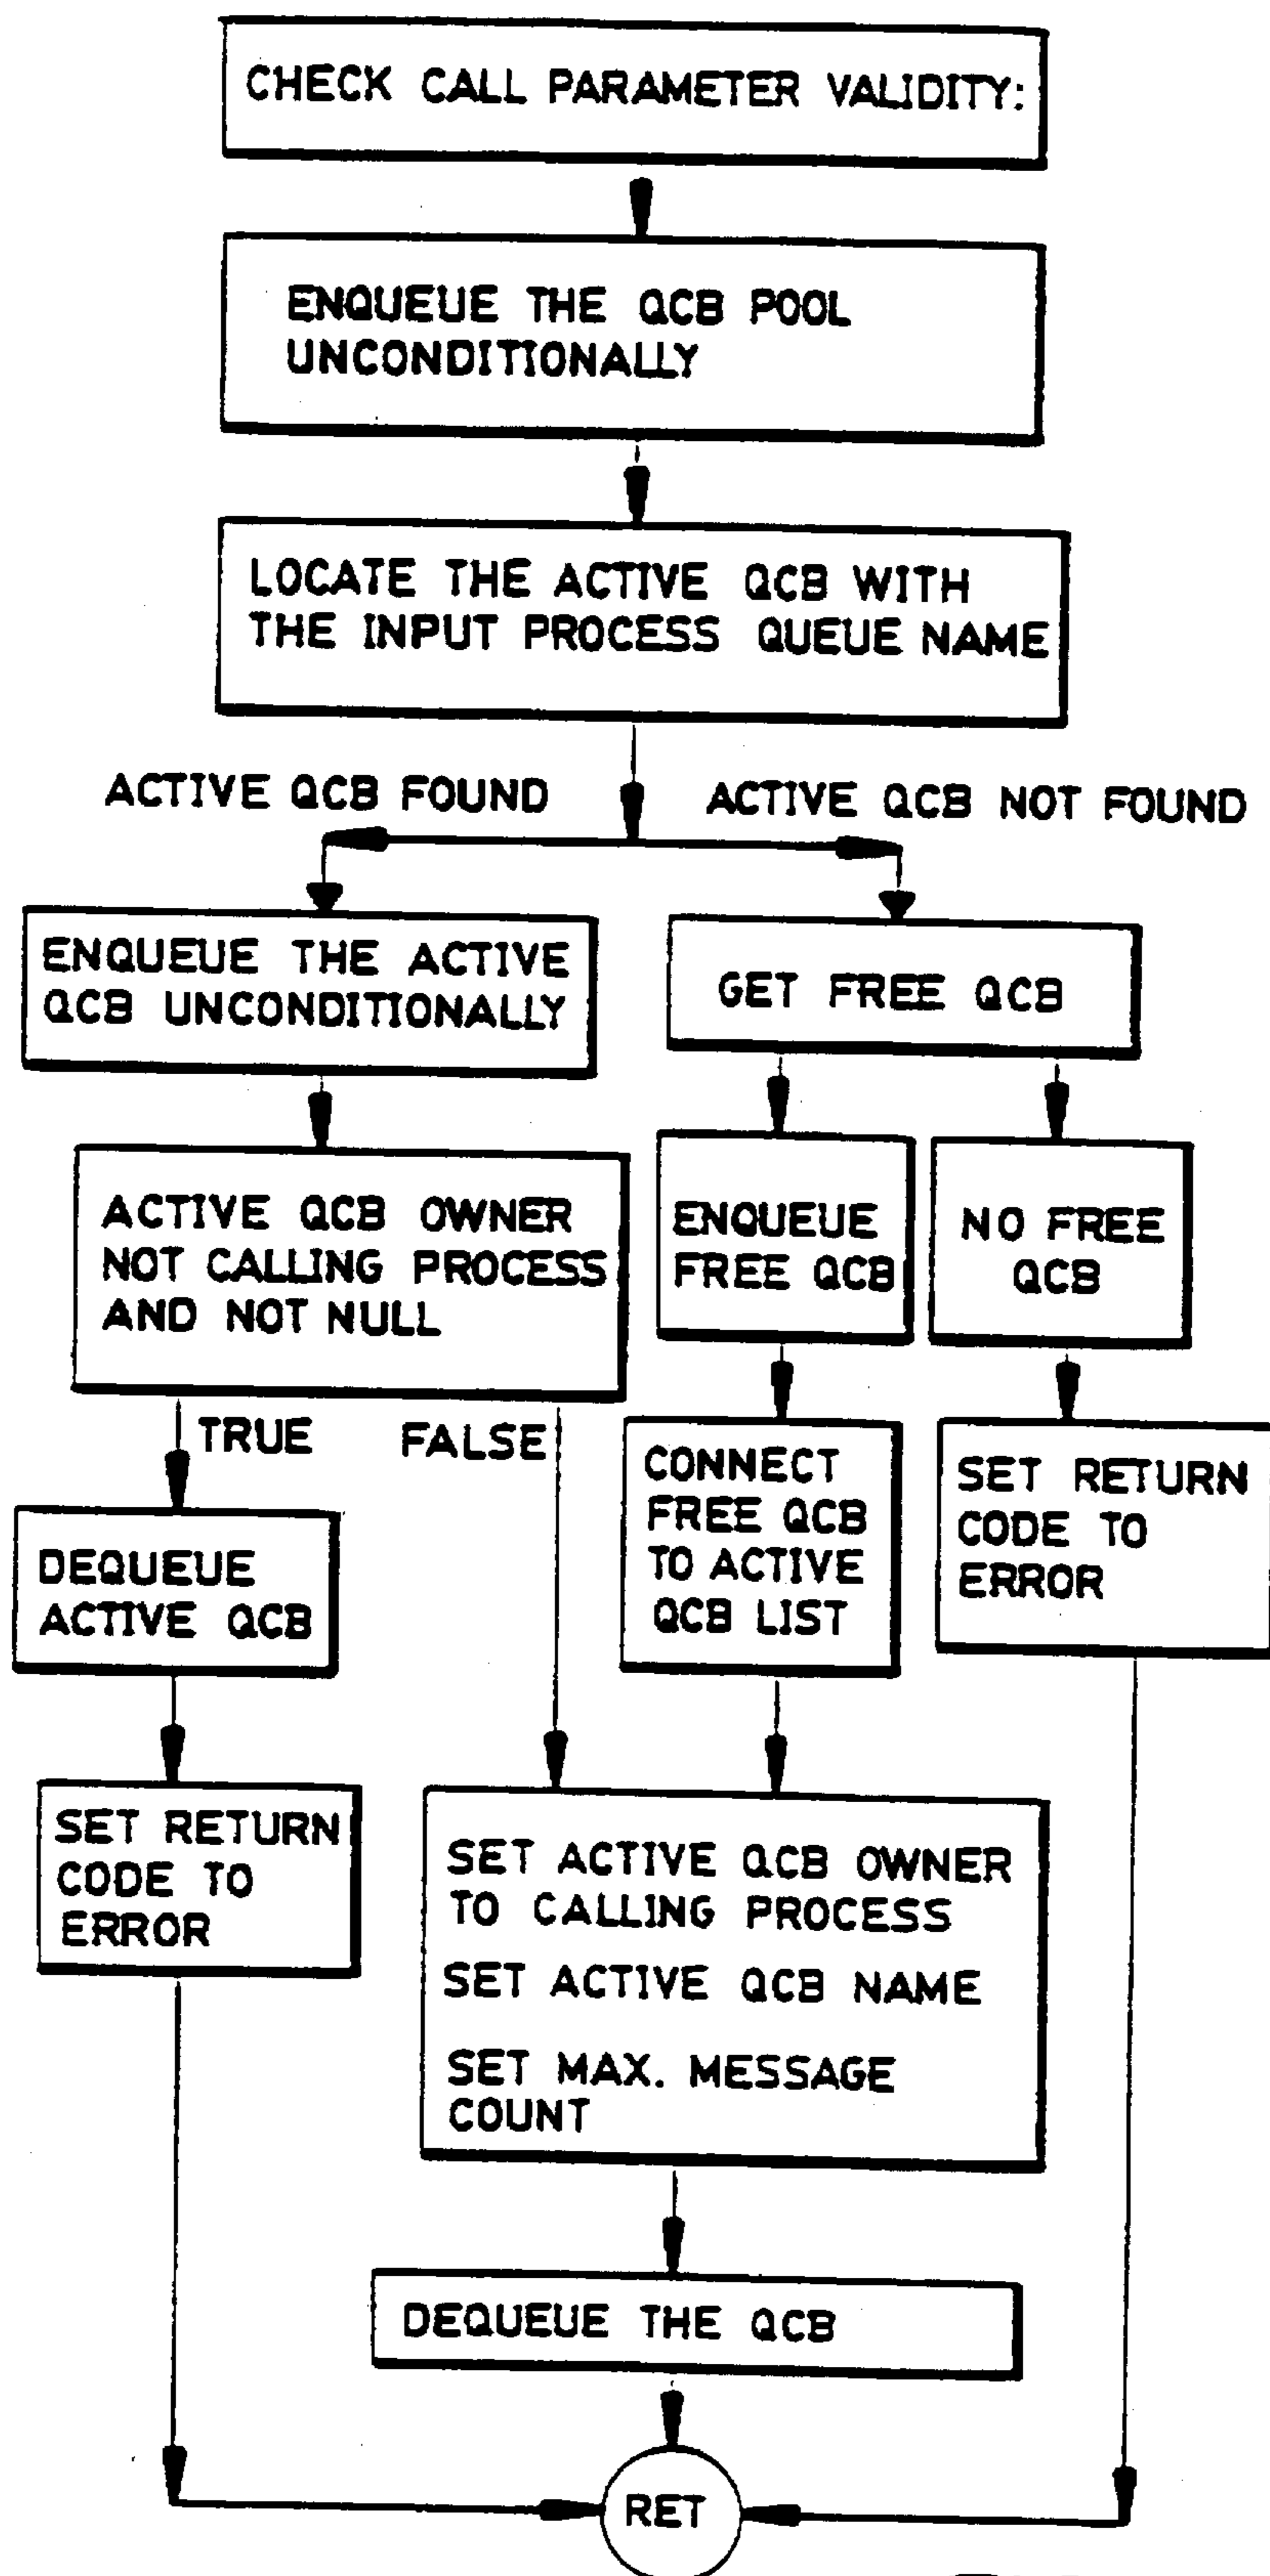 CHECK CALL PARAMETER VALIDITY:
ENQUEUE THE QCB POOL
UNCONDITIONALLY
LOCATE THE ACTIVE QCB WITH
THE INPUT PROCESS QUEUE NAME
ACTIVE QCB FOUND
ACTIVE QCB NOT FOUND
ENQUEUE THE ACTIVE
QCB UNCONDITIONALLY
GET FREE QCB
ACTIVE QCB OWNER
NOT CALLING PROCESS
AND NOT NULL
ENQUEUE
FREE QCB
NO FREE
QCB
TRUE
FALSE
CONNECT
FREE QCB
TO ACTIVE
QCB LIST
SET RETURN
CODE TO
ERROR
DEQUEUE
ACTIVE QCB
SET RETURN
CODE TO
ERROR
SET ACTIVE QCB OWNER
TO CALLING PROCESS
SET ACTIVE QCB NAME
SET MAX. MESSAGE
COUNT
DEQUEUE THE QCB
RET